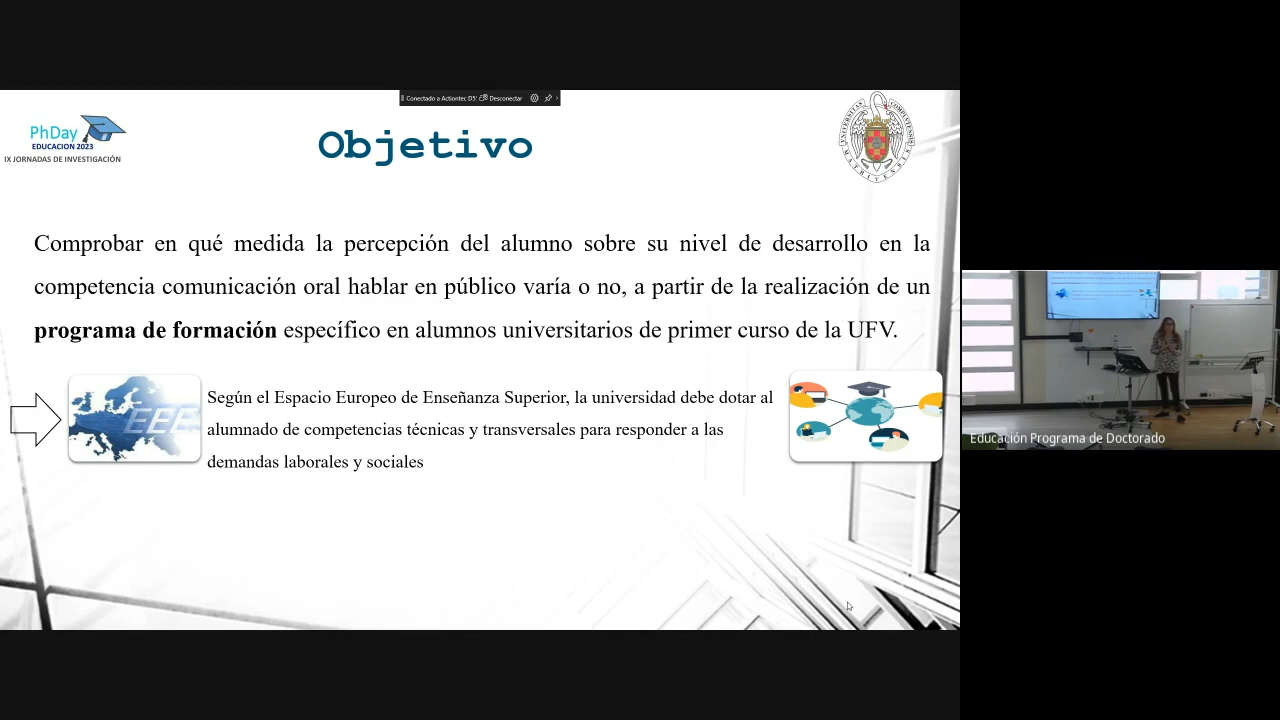 Conectado a Actiontec DS: Desconectar
PhDay
EDUCACION 2023
IX JORNADAS DE INVESTIGACIÓN
Objetivo
Comprobar en qué medida la percepción del alumno sobre su nivel de desarrollo en la
competencia comunicación oral hablar en público varía o no, a partir de la realización de un
programa de formación específico en alumnos universitarios de primer curso de la UFV.
Según el Espacio Europeo de Enseñanza Superior, la universidad debe dotar al
alumnado de competencias técnicas y transversales para responder a las
demandas laborales y sociales
Educación Programa de Doctorado